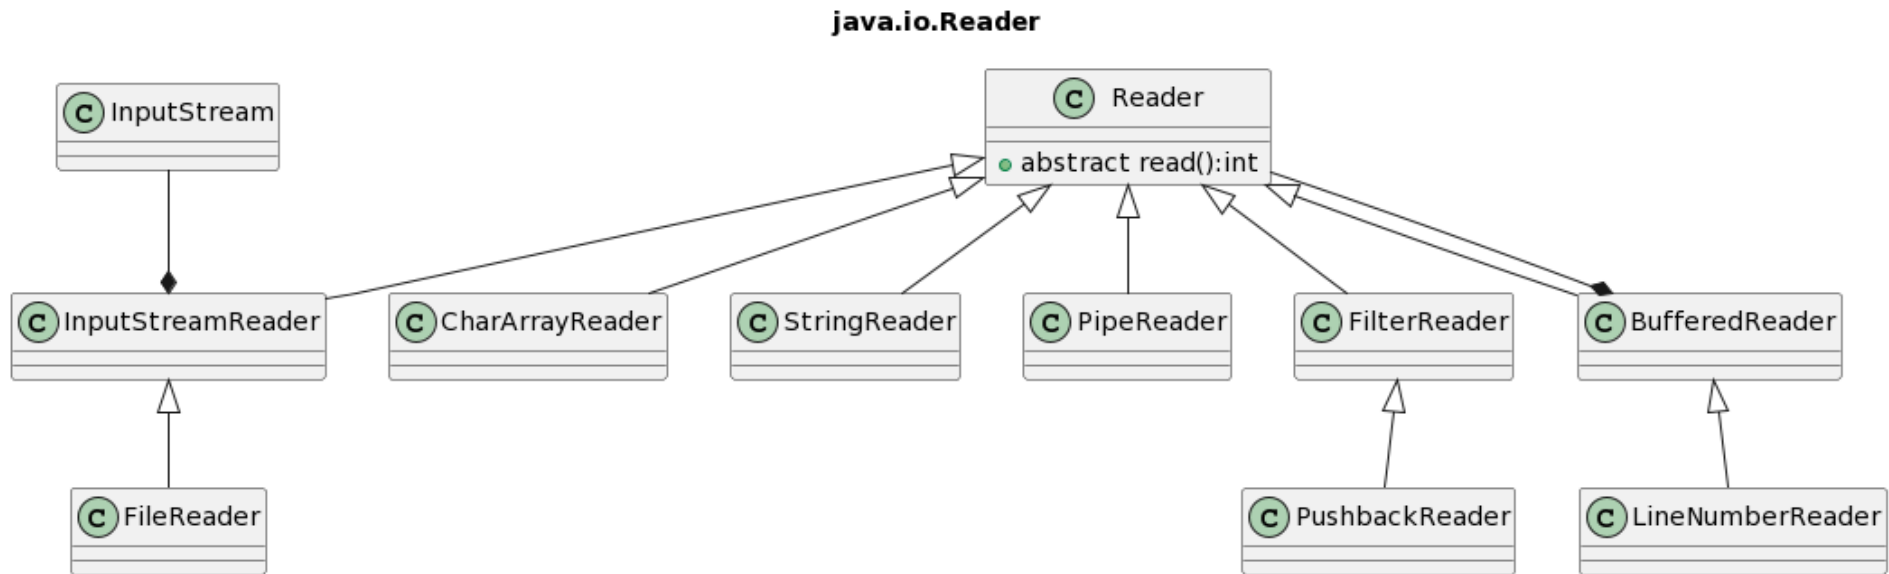 java.io.Reader
C InputStream
C Reader
abstract read():int
C InputStreamReader
C CharArrayReader
C StringReader
C PipeReader
C FilterReader
C BufferedReader
C FileReader
C PushbackReader
C LineNumberReader